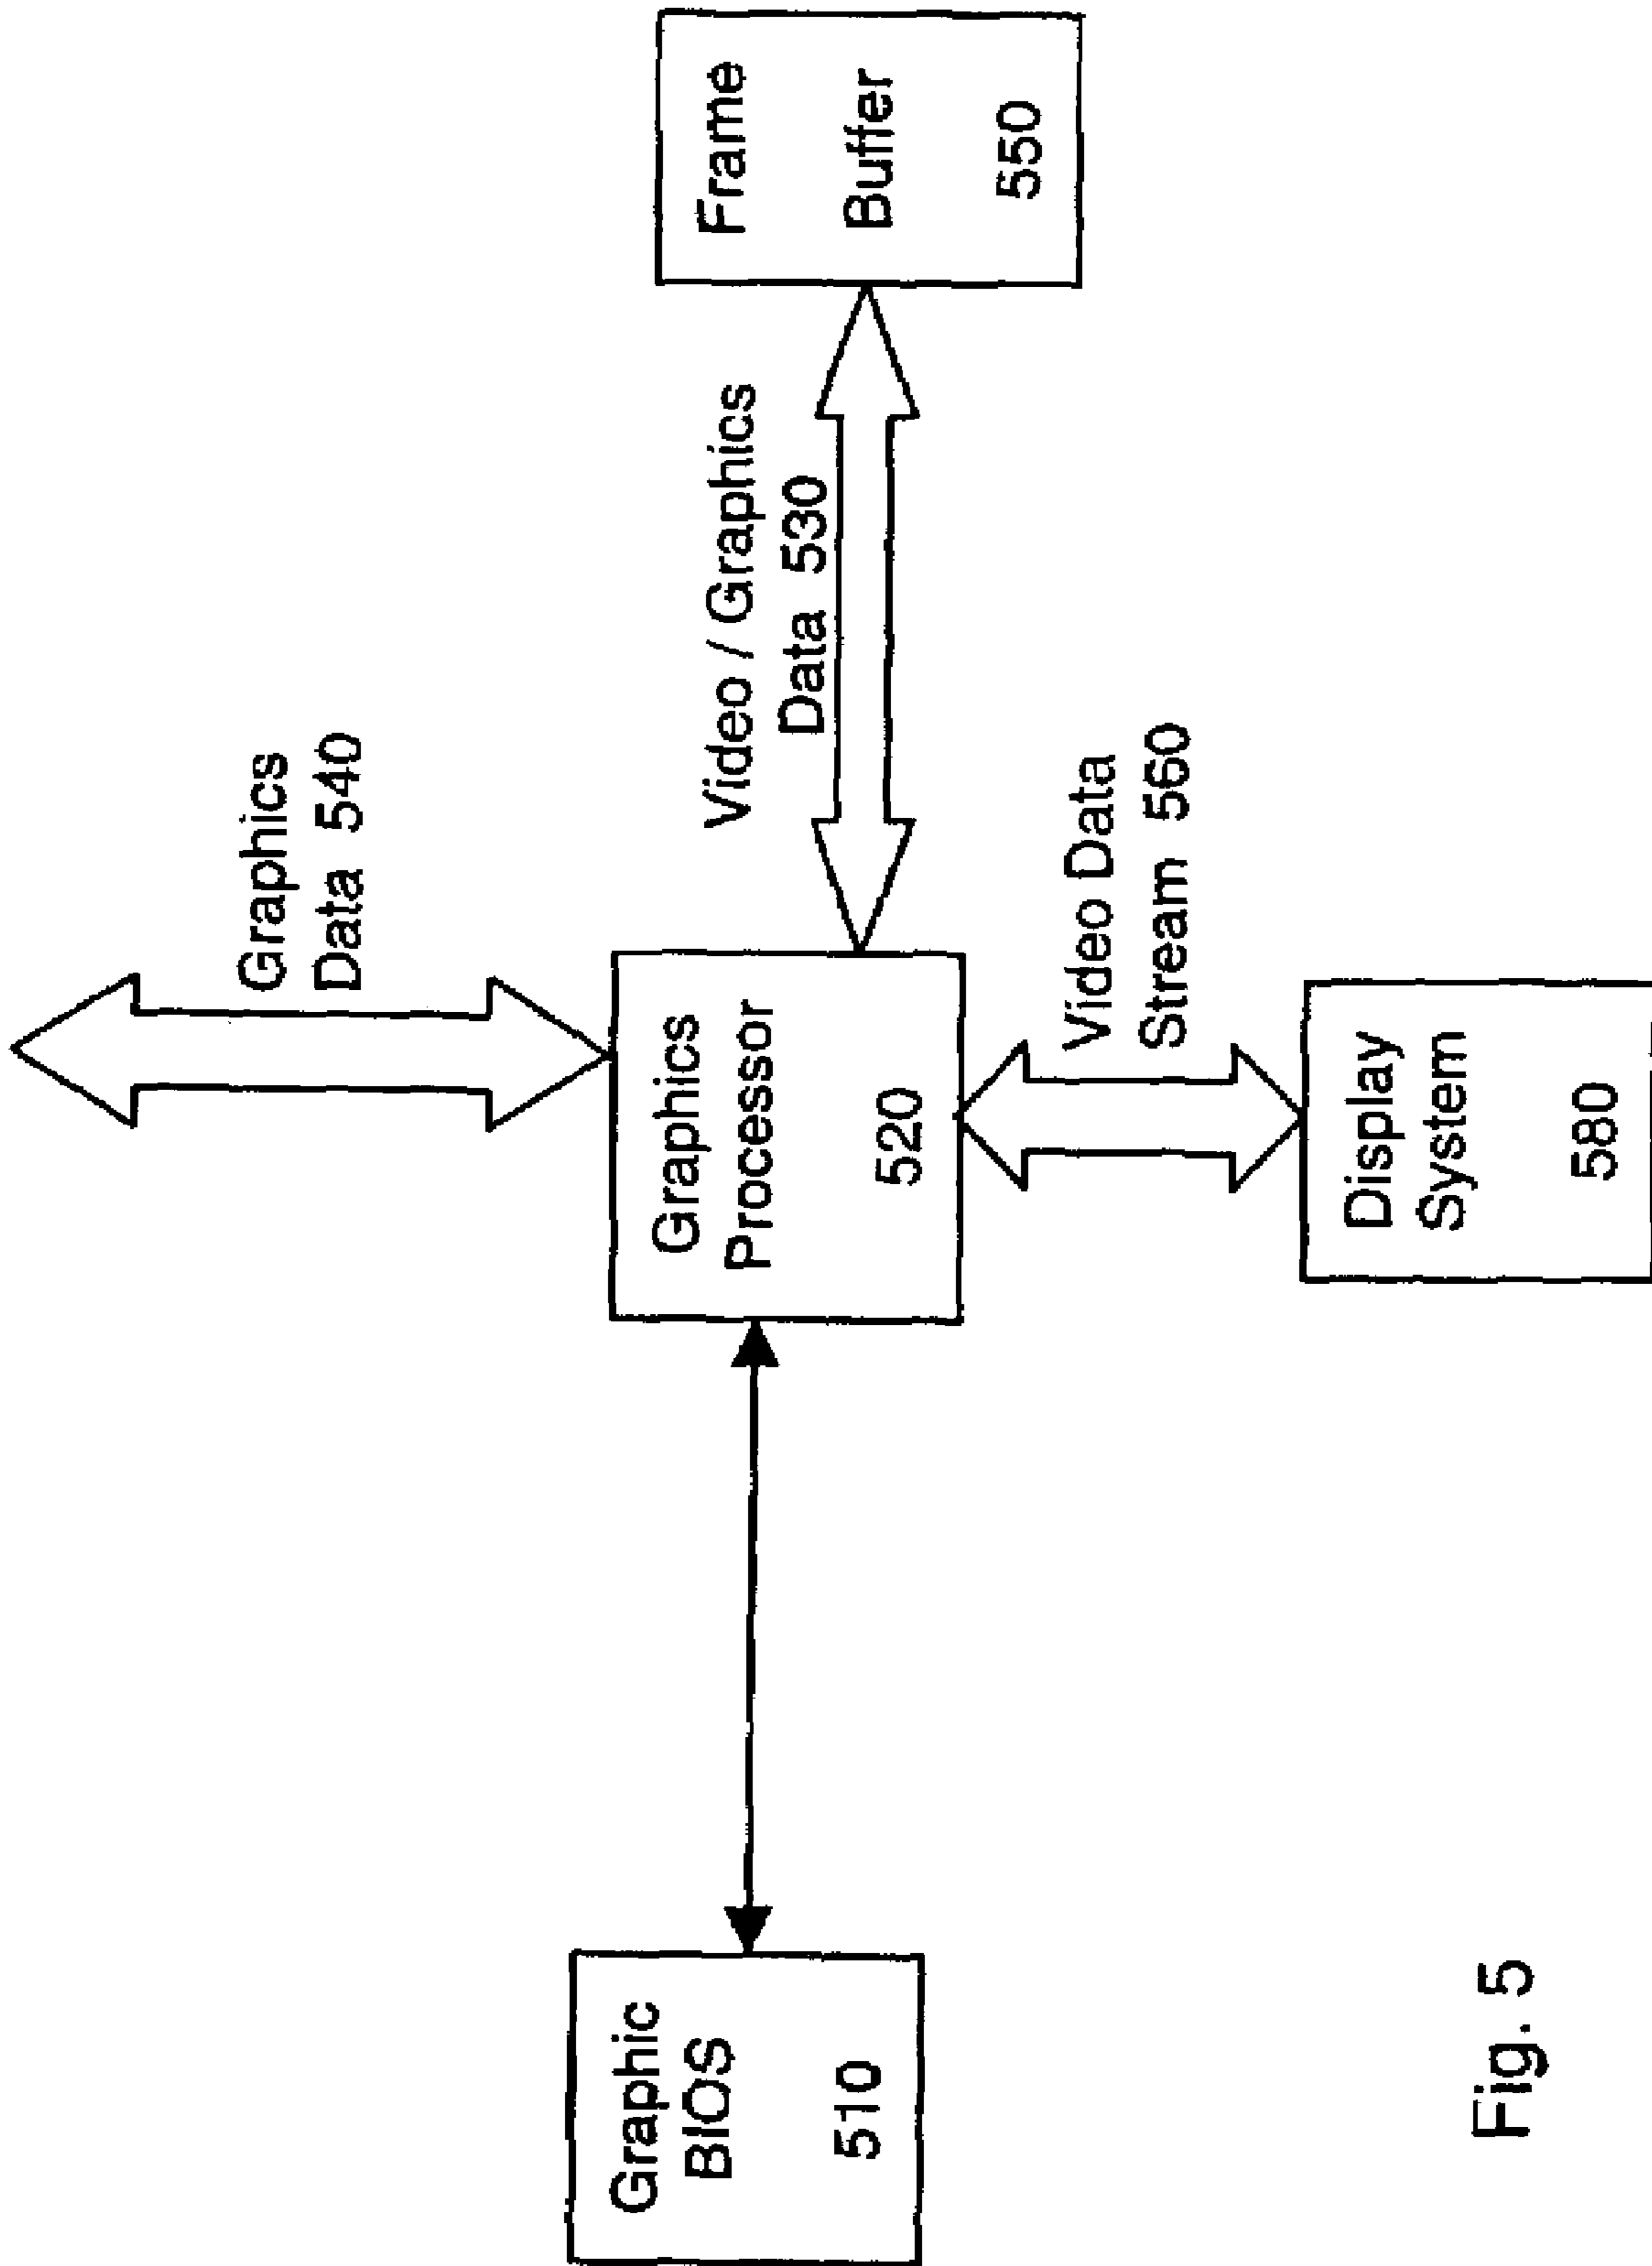 Graphics
Data 540
Graphic
BIOS
510
Graphics
Processor
520
Video / Graphics
Data 530
Frame
Buffer
550
Video Data
Stream 560
Display
System
580
Fig. 5